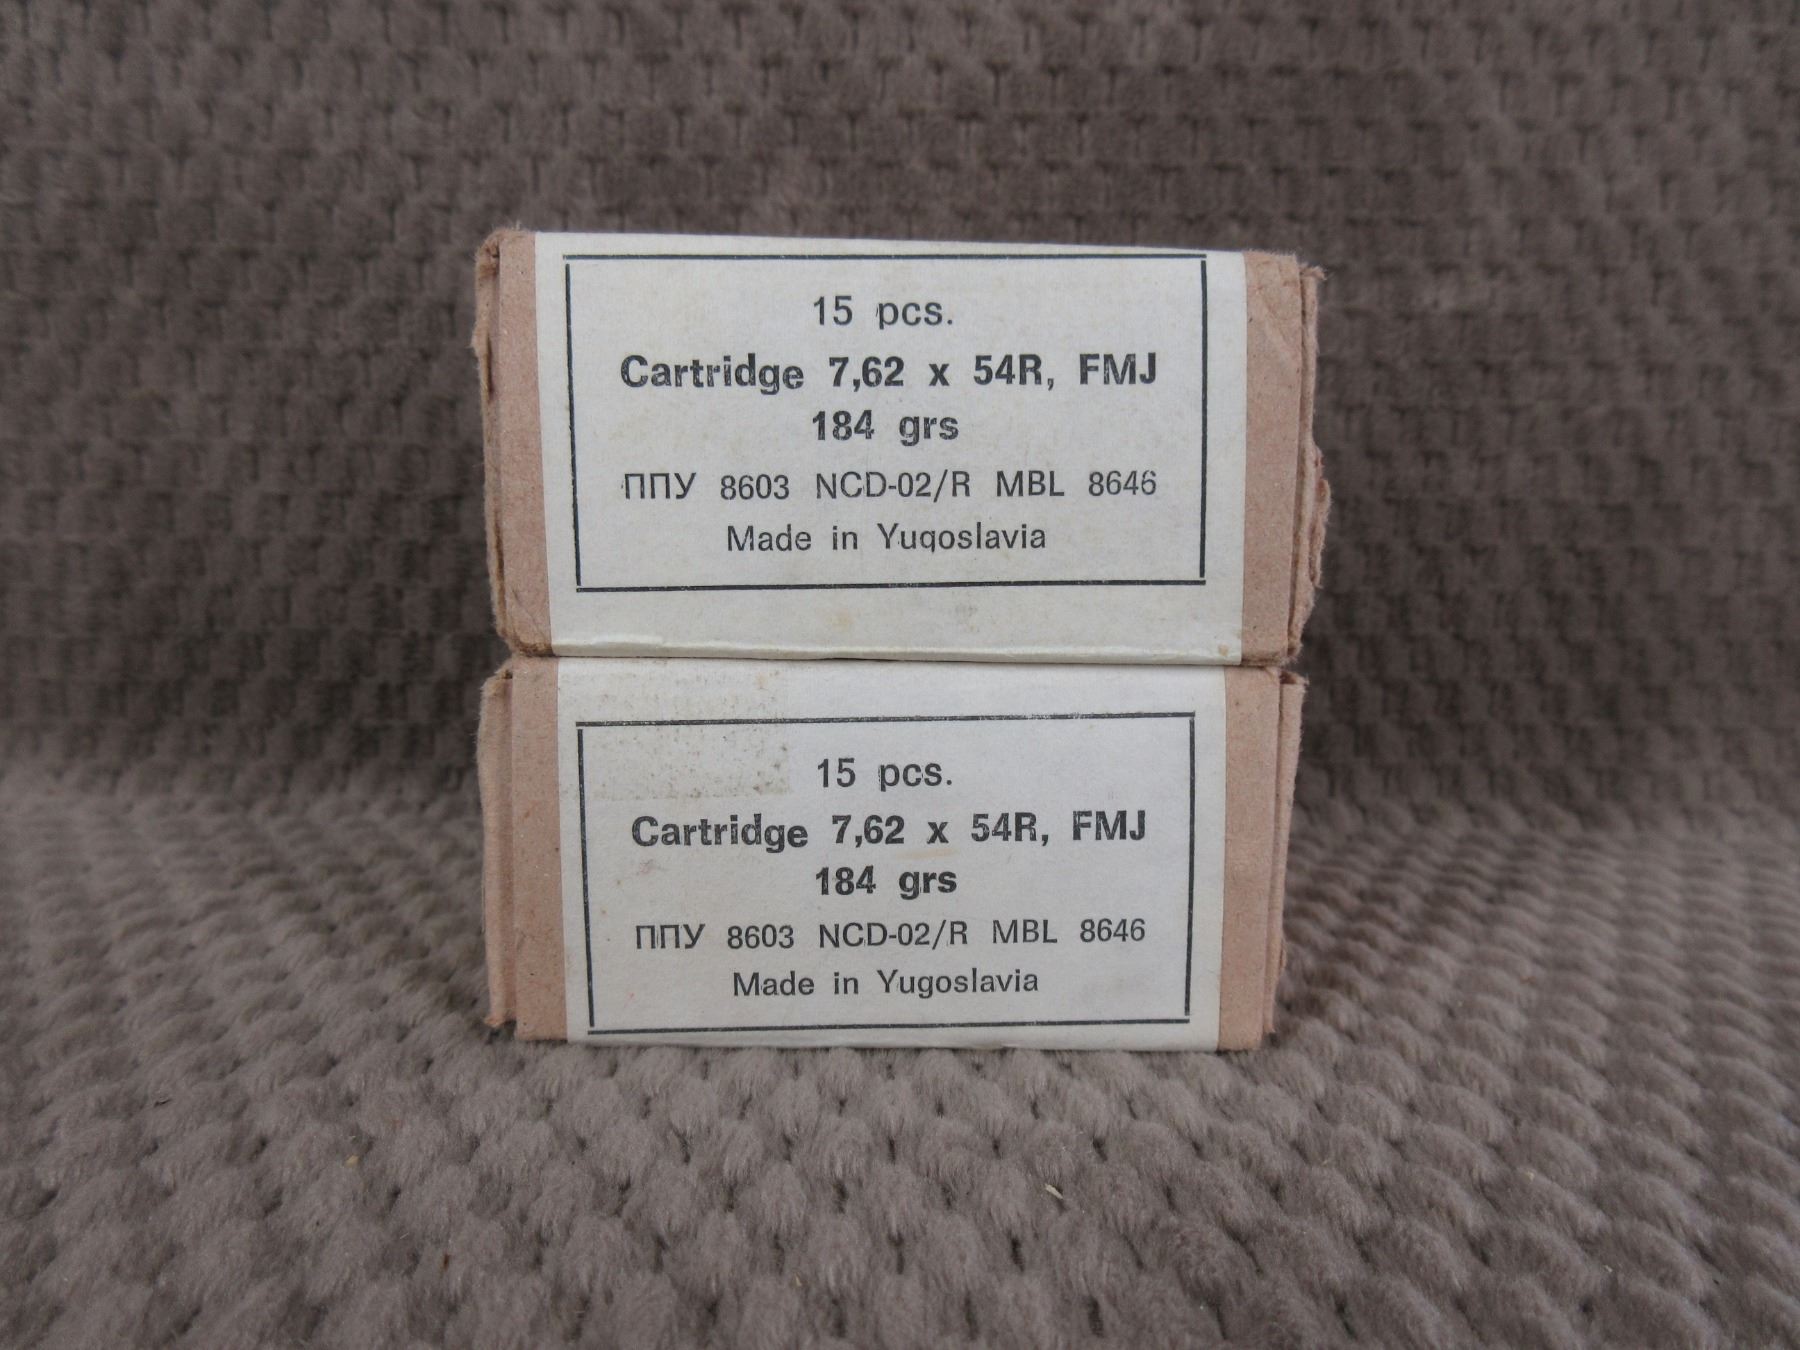 15 pcs.
Cartridge 7,62 x 54R, FMJ
184 grs
ППУ 8603 NCD-02/R MBL 8646
Made in Yugoslavia
15 pcs.
Cartridge 7,62 x 54R, FMJ
184 grs
ППУ 8603 NCD-02/R MBL 8646
Made in Yugoslavia